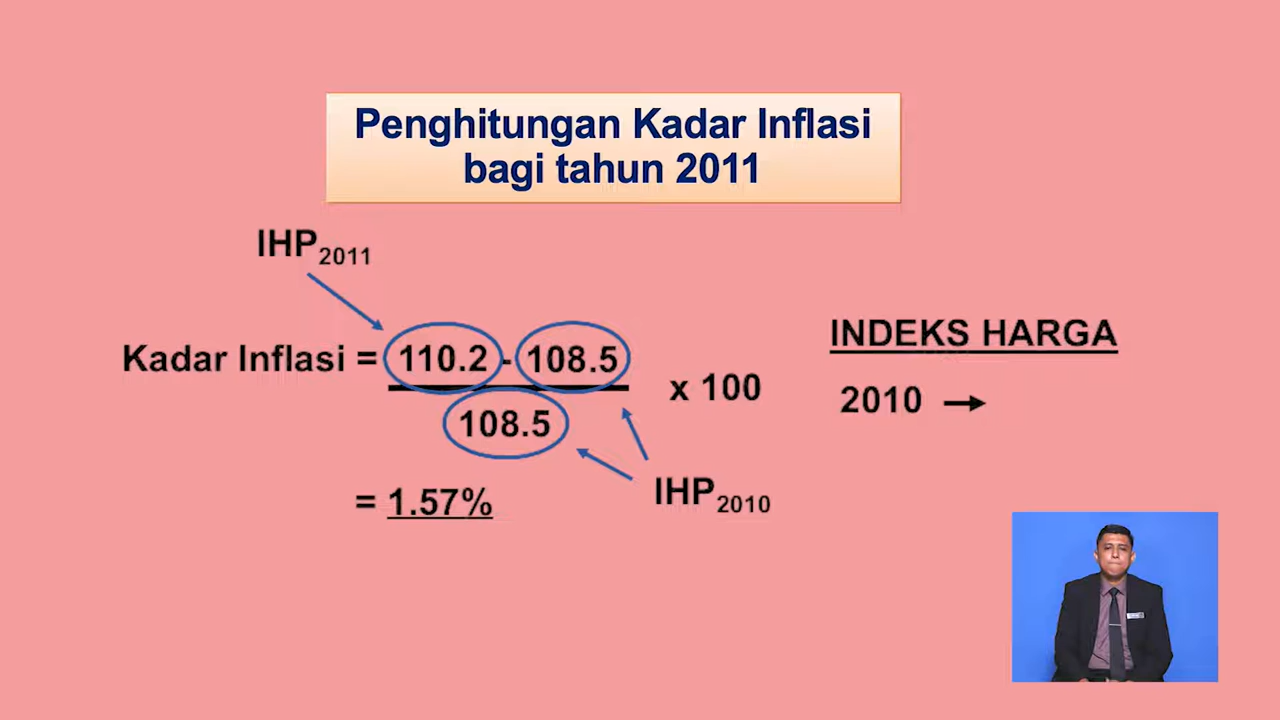 Penghitungan Kadar Inflasi
bagi tahun 2011
IHP2011
Kadar Inflasi = 110.2 - 108.5
108.5
x 100
= 1.57%
IHP2010
INDEKS HARGA
2010 →